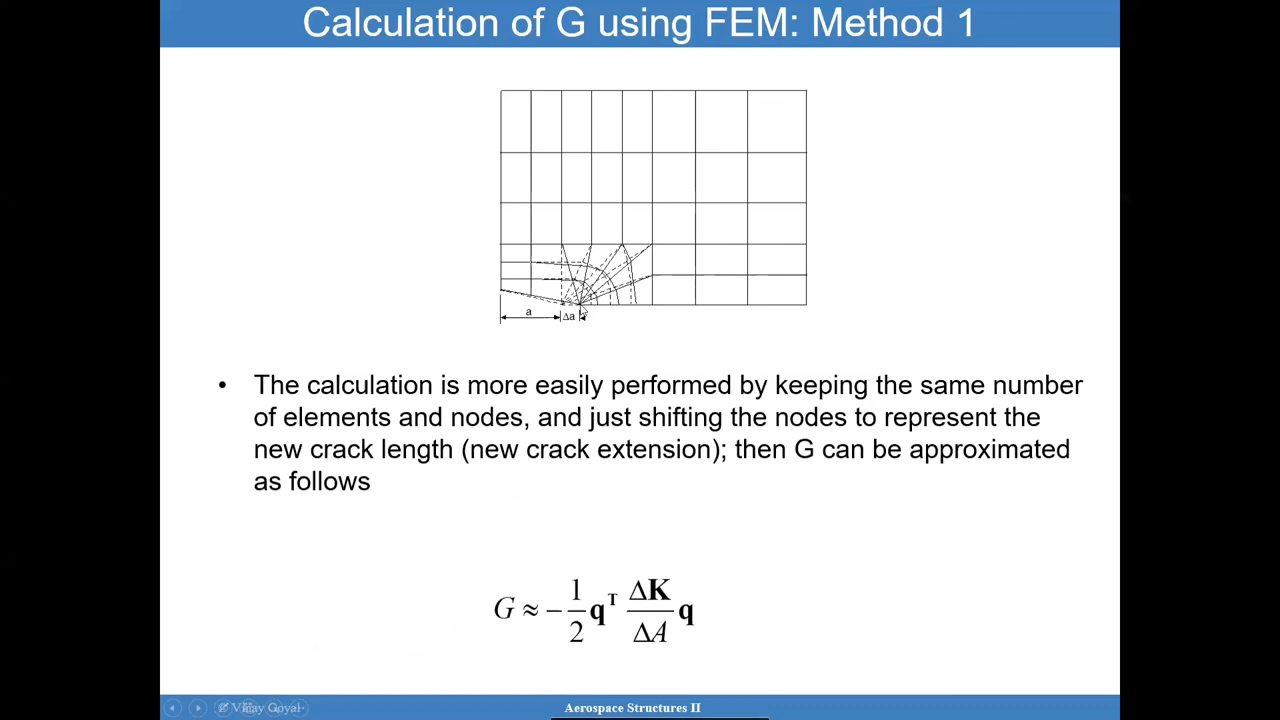 Calculation of G using FEM: Method 1
a
Δa
• The calculation is more easily performed by keeping the same number
of elements and nodes, and just shifting the nodes to represent the
new crack length (new crack extension); then G can be approximated
as follows
G ≈ − 1/2 q^T ΔK/ΔA q
Vijay Goyal
Aerospace Structures II